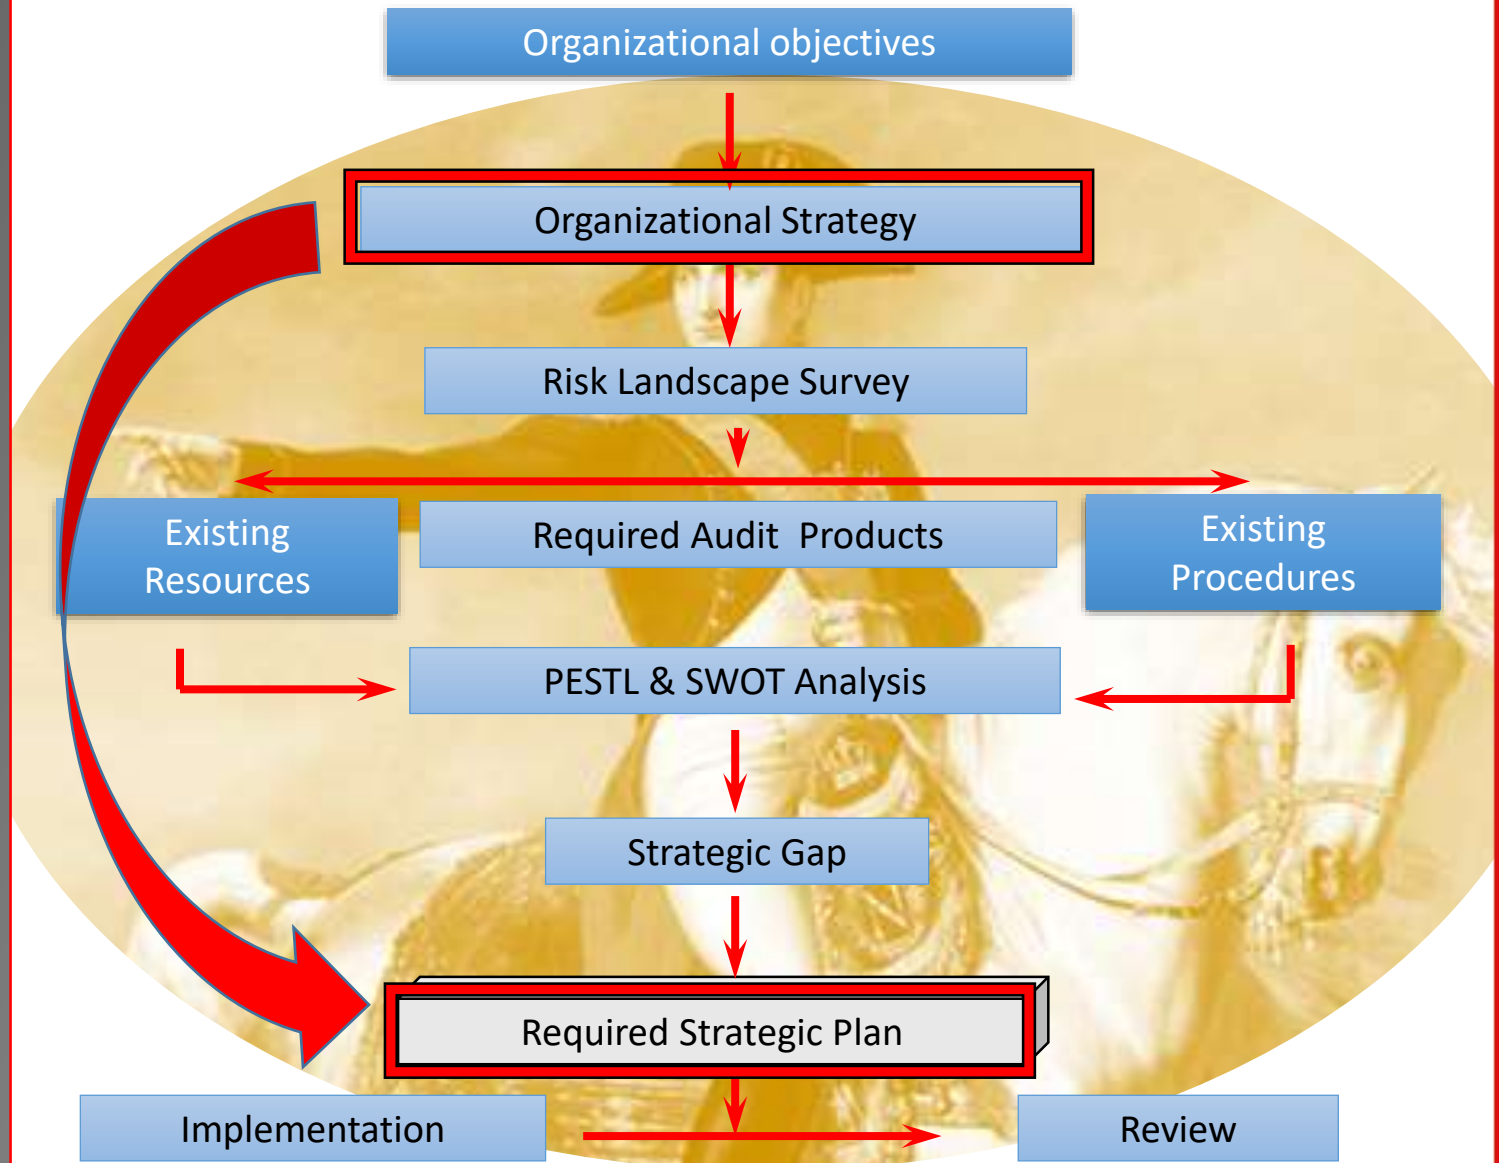 Organizational objectives
Organizational Strategy
Risk Landscape Survey
Existing
Resources
Required Audit  Products
Existing
Procedures
PESTL & SWOT Analysis
Strategic Gap
Required Strategic Plan
Implementation
Review